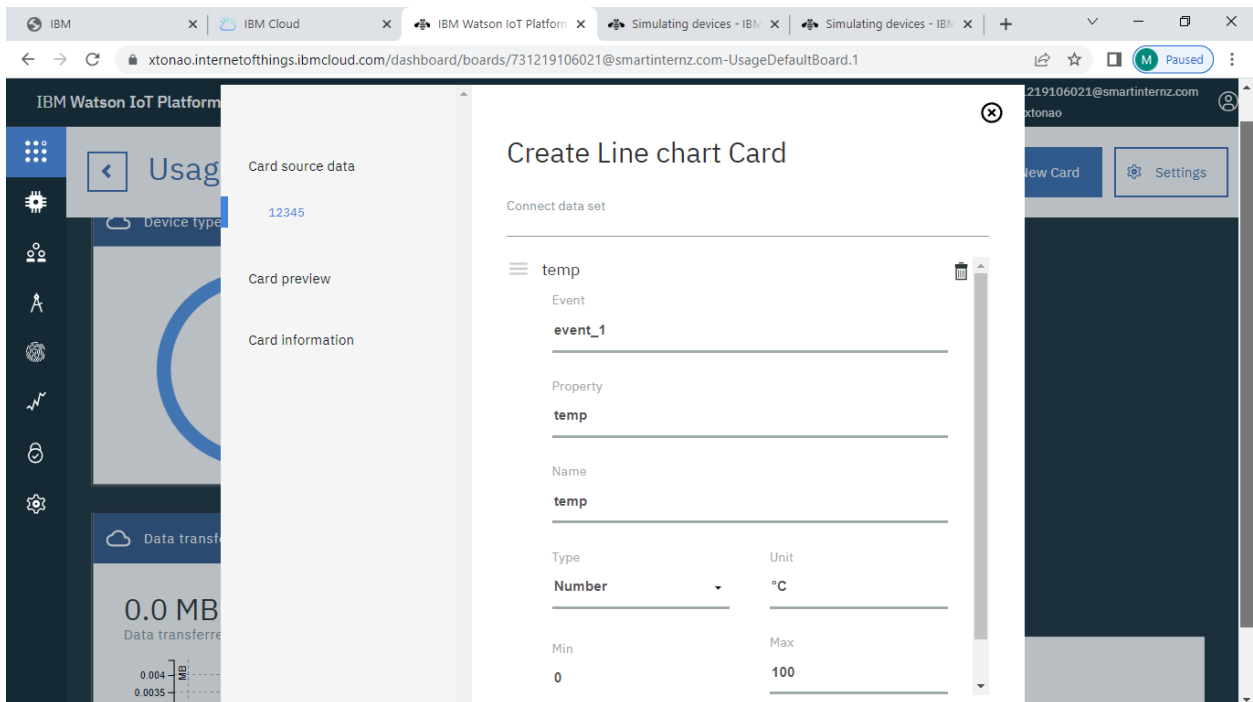 IBM
IBM Cloud
IBM Watson IoT Platform
Simulating devices - IBM
Simulating devices - IBM
xtonao.internetofthings.ibmcloud.com/dashboard/boards/731219106021@smartinternz.com-UsageDefaultBoard.1
M Paused
IBM Watson IoT Platform
219106021@smartinternz.com
xtonao
Usag
New Card
Settings
Device type
Card source data
12345
Card preview
Card information
Create Line chart Card
Connect data set
temp
Event
event_1
Property
temp
Name
temp
Type Unit
Number °C
Min Max
0 100
Data transf
0.0 MB
Data transferre
0.004
MB
0.0035